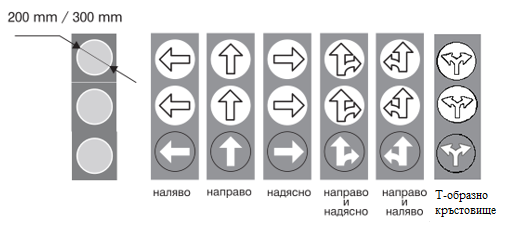 200 mm / 300 mm
наляво
направо
надясно
направо
и
надясно
направо
и
наляво
Т-образно
кръстовище